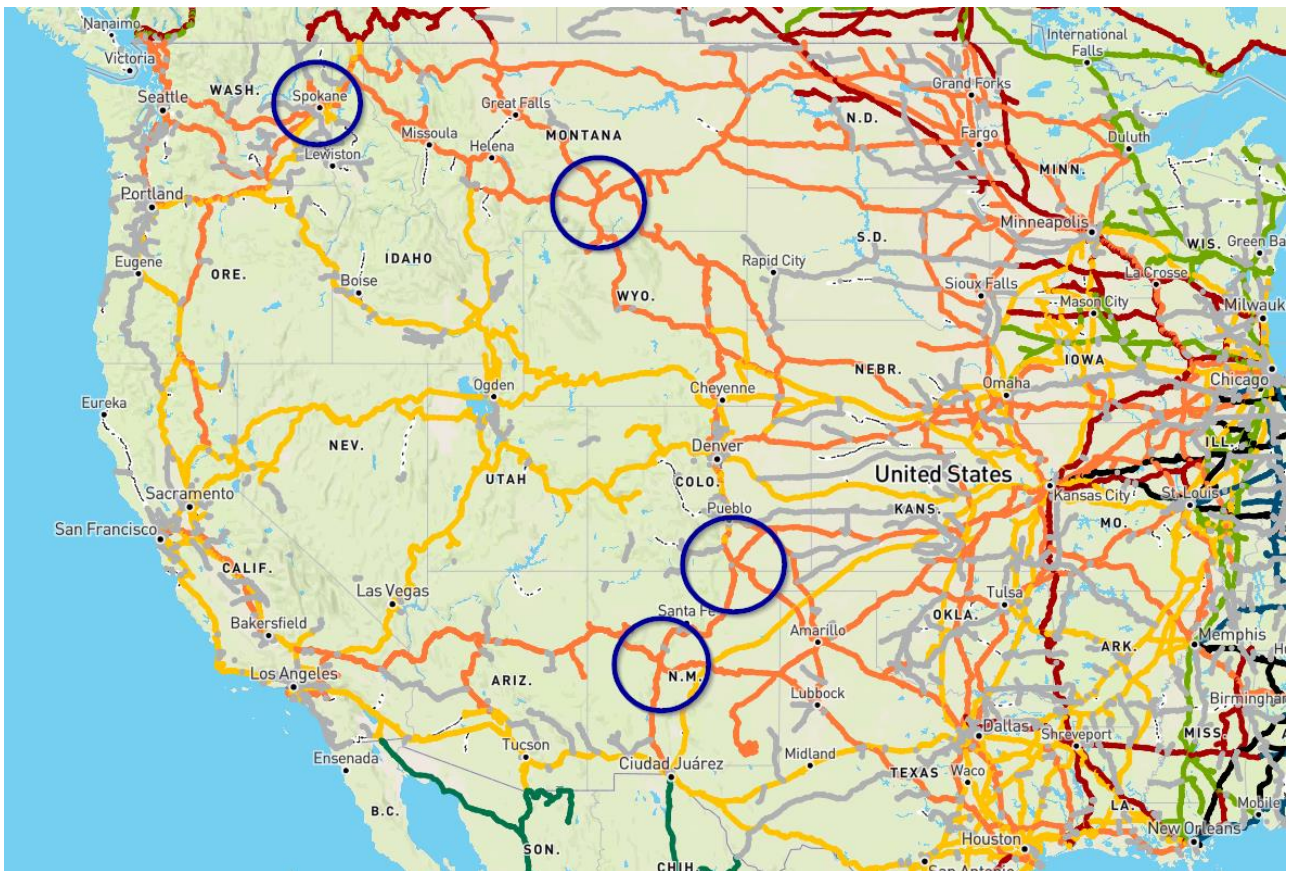 Nanaimo
Victoria
International
Falls
WASH.
Seattle
Spokane
Grand Forks
Great Falls
MONTANA
N.D.
Missoula
Fargo
Duluth
Helena
Lewiston
MINN.
Portland
Minneapolis
S.D.
WIS.
Green Ba
Eugene
IDAHO
Rapid City
ORE.
La Crosse
Boise
Sioux Falls
WYO.
Mason City
Milwauk
IOWA
NEBR.
Ogden
Cheyenne
Omaha
Chicago
Eureka
NEV.
Denver
ILL.
UTAH
COLO.
United States
Sacramento
Kansas City
St. Louis
Pueblo
KANS.
San Francisco
MO.
CALIF.
Las Vegas
Tulsa
Santa Fe
OKLA.
Bakersfield
Amarillo
Memphis
ARK.
Los Angeles
ARIZ.
N.M.
Lubbock
Birminghan
Tucson
Dallas
Shreveport
MISS.
Ensenada
Midland
Ciudad Juárez
TEXAS
Waco
B.C.
LA.
Mobile
New Orleans
SON.
Houston
CHIH.
San Antonio